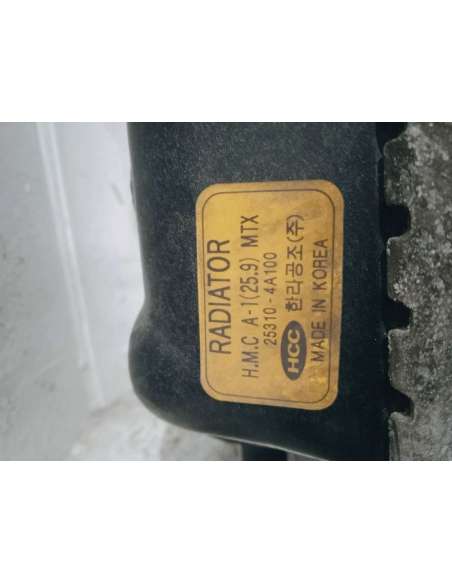 RADIATOR
H.M.C A-1(25.9) MTX
25310-4A100
HCC 한라공조(주)
MADE IN KOREA